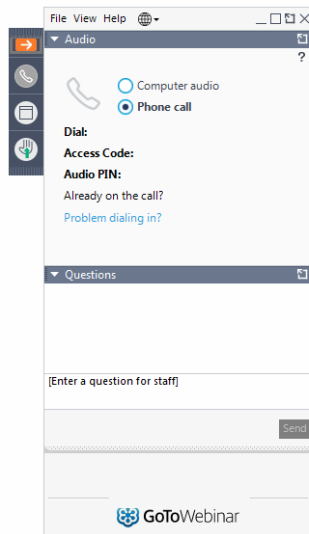 File View Help
Audio
?
Computer audio
Phone call
Dial:
Access Code:
Audio PIN:
Already on the call?
Problem dialing in?
Questions
[Enter a question for staff]
Send
GoToWebinar